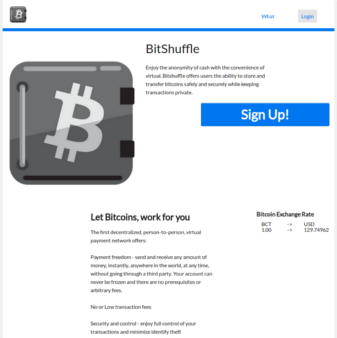 What
Login
BitShuffle
Enjoy the anonymity of cash with the convenience of
virtual. Bitshuffle offers users the ability to store and
transfer bitcoins safely and securely while keeping
transactions private.
Sign Up!
Let Bitcoins, work for you
The first decentralized, person-to-person, virtual
payment network offers:
Payment freedom - send and receive any amount of
money, instantly, anywhere in the world, at any time,
without going through a third party. Your account can
never be frozen and there are no prerequisites or
arbitrary fees.
No or Low transaction fees
Security and control - enjoy full control of your
transactions and minimize identify theft
Bitcoin Exchange Rate
BCT -> USD
1.00 -> 129.74962